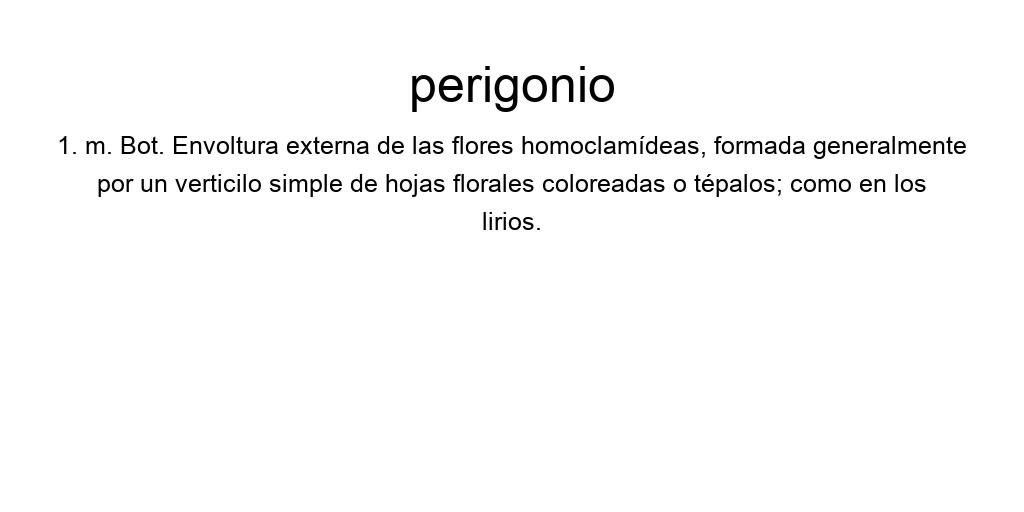 perigonio
1. m. Bot. Envoltura externa de las flores homoclamídeas, formada generalmente
por un verticilo simple de hojas florales coloreadas o tépalos; como en los
lirios.